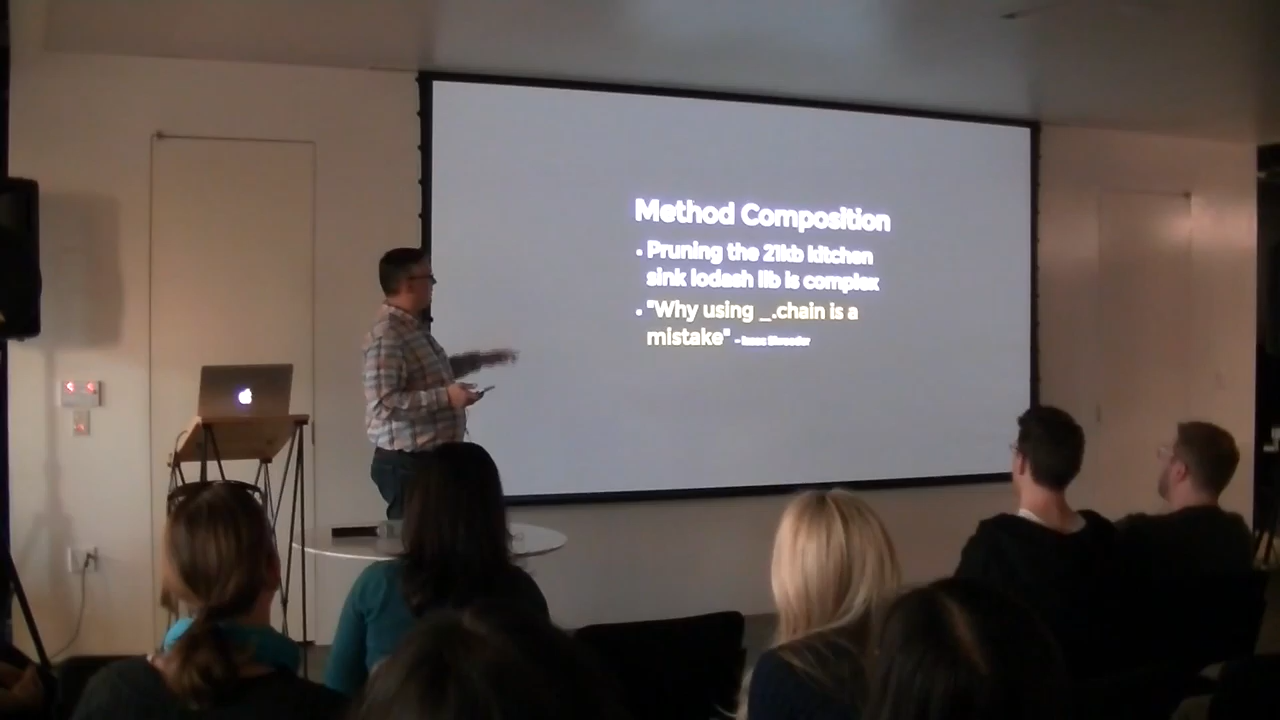 Method Composition
• Pruning the 21kb kitchen
sink lodash lib is complex
• "Why using _.chain is a
mistake" -